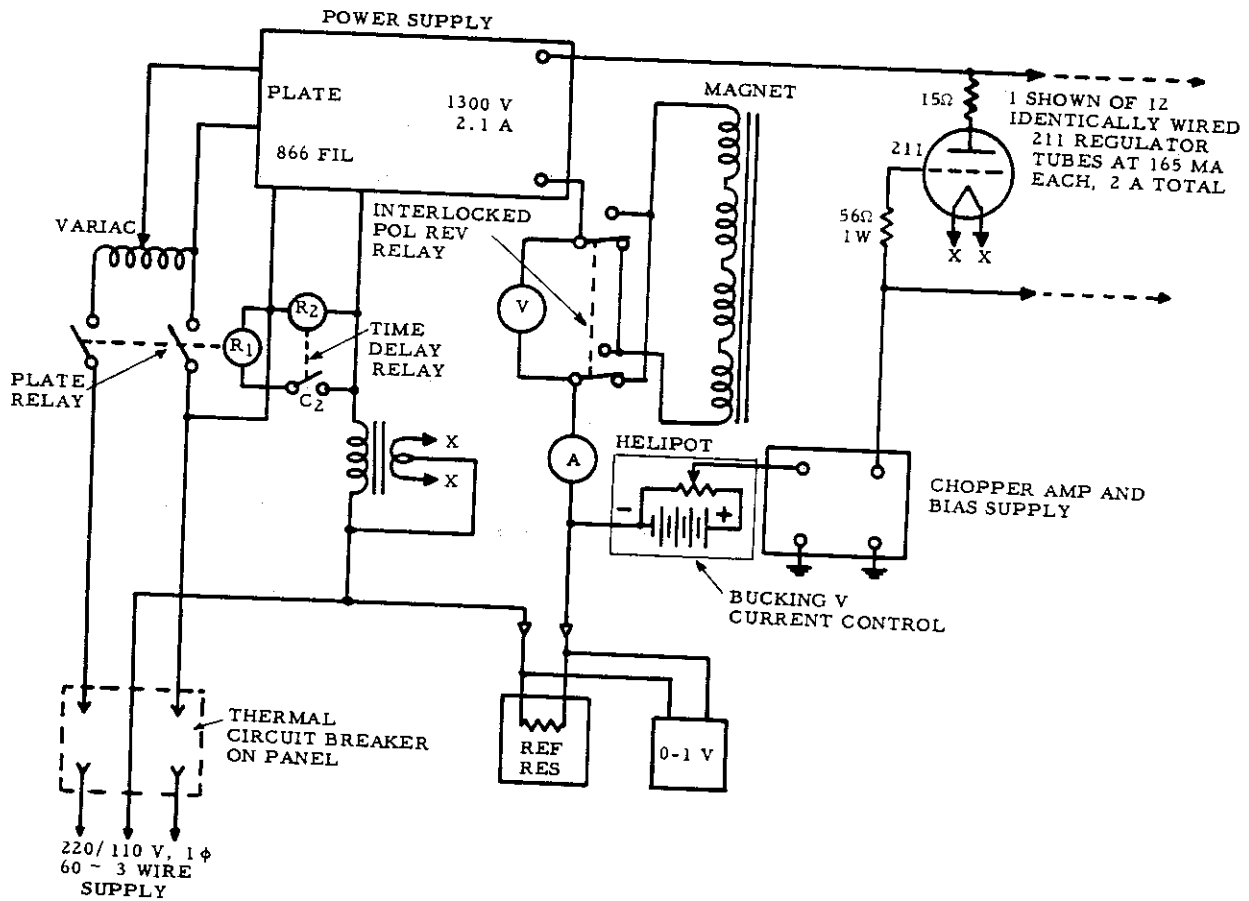 POWER SUPPLY
PLATE
1300 V
2.1 A
866 FIL
MAGNET
15Ω
1 SHOWN OF 12
IDENTICALLY WIRED
211 REGULATOR
TUBES AT 165 MA
EACH, 2 A TOTAL
211
56Ω
1W
X X
VARIAC
INTERLOCKED
POL REV
RELAY
V
R2
R1
TIME
DELAY
RELAY
C2
PLATE
RELAY
X
X
A
HELIPOT
- +
CHOPPER AMP AND
BIAS SUPPLY
BUCKING V
CURRENT CONTROL
THERMAL
CIRCUIT BREAKER
ON PANEL
REF
RES
0-1 V
220/110 V, 1 ϕ
60 ~ 3 WIRE
SUPPLY